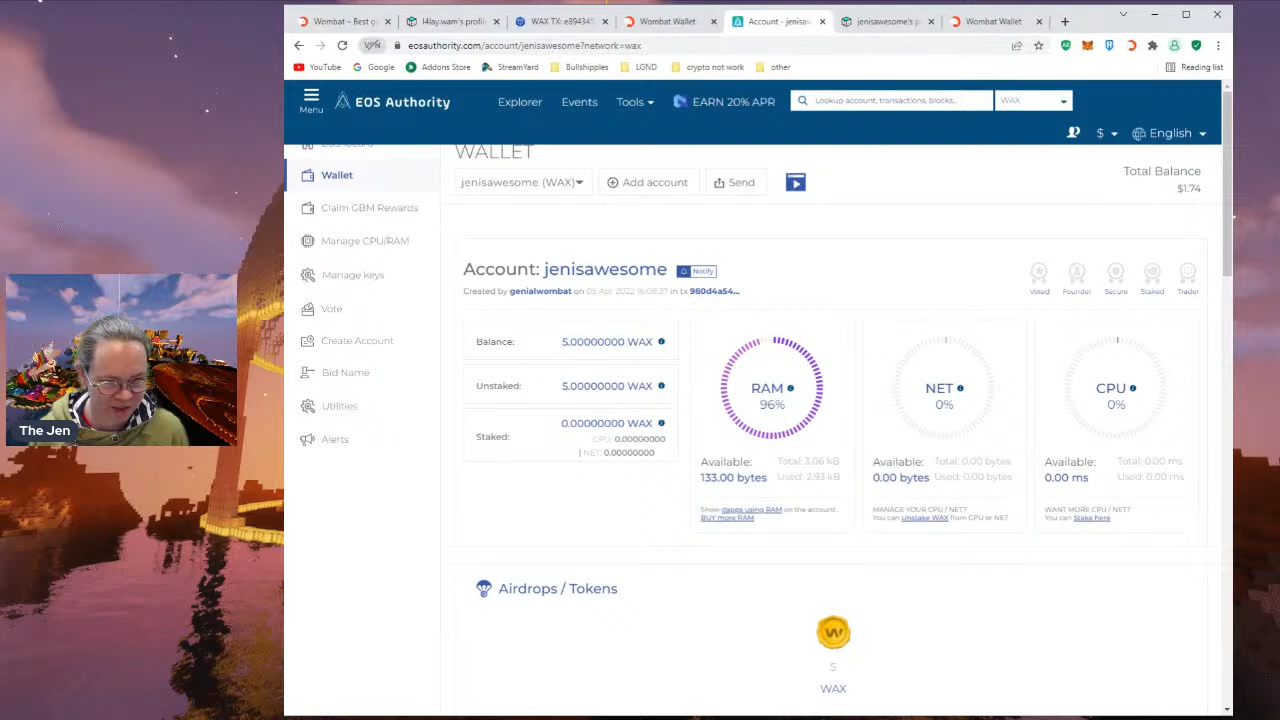 Wombat – Best g
l4lay.wam's profil
WAX TX: e894345
Wombat Wallet
Account - jenisaw
jenisawesome's p
Wombat Wallet
VPN
eosauthority.com/account/jenisawesome?network=wax
YouTube
Google
Addons Store
StreamYard
Bullshipples
LGND
crypto not work
other
Reading list
Menu
EOS Authority
Explorer
Events
Tools
EARN 20% APR
Lookup account, transactions, blocks..
WAX
$
English
Dashboard
WALLET
Wallet
jenisawesome (WAX)
Add account
Send
Total Balance
$1.74
Claim GBM Rewards
Manage CPU/RAM
Manage keys
Vote
Create Account
Bid Name
Utilities
Alerts
Account: jenisawesome
Notify
Created by genialwombat on 05 Apr 2022 16:08:37 in tx 980d4a54...
Voted
Founder
Secure
Staked
Trader
Balance:
5.00000000 WAX
Unstaked:
5.00000000 WAX
Staked:
0.00000000 WAX
CPU: 0.00000000
| NET: 0.00000000
RAM
96%
Available:
133.00 bytes
Total: 3.06 kB
Used: 2.93 kB
Show dapps using RAM on the account.
BUY more RAM
NET
0%
Available:
0.00 bytes
Total: 0.00 bytes
Used: 0.00 bytes
MANAGE YOUR CPU / NET?
You can Unstake WAX from CPU or NET
CPU
0%
Available:
0.00 ms
Total: 0.00 ms
Used: 0.00 ms
WANT MORE CPU / NET?
You can Stake here
Airdrops / Tokens
W
5
WAX
The Jen